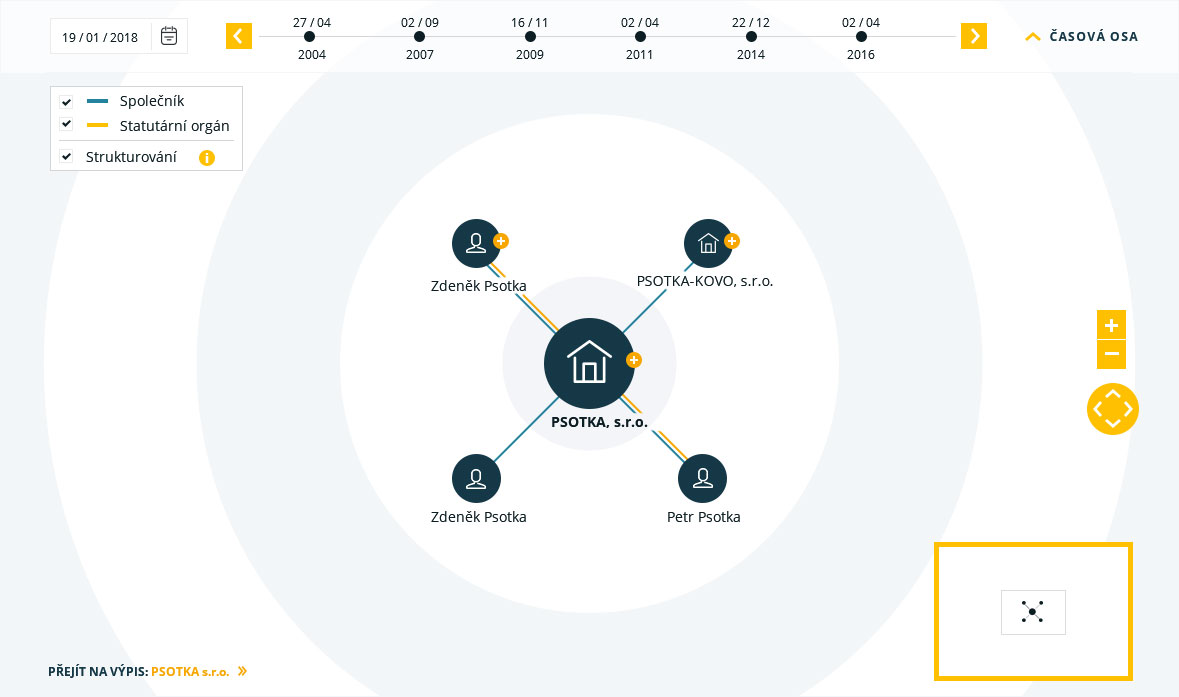 19 / 01 / 2018
27 / 04
02 / 09
16 / 11
02 / 04
22 / 12
02 / 04
2004
2007
2009
2011
2014
2016
ČASOVÁ OSA
Společník
Statutární orgán
Strukturování
Zdeněk Psotka
PSOTKA-KOVO, s.r.o.
PSOTKA, s.r.o.
Zdeněk Psotka
Petr Psotka
PŘEJÍT NA VÝPIS: PSOTKA s.r.o. »